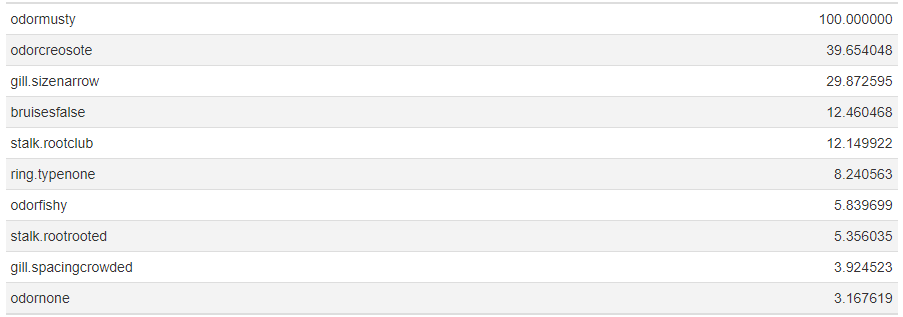 odormusty 100.000000
odorcreosote 39.654048
gill.sizenarrow 29.872595
bruisesfalse 12.460468
stalk.rootclub 12.149922
ring.typenone 8.240563
odorfishy 5.839699
stalk.rootrooted 5.356035
gill.spacingcrowded 3.924523
odornone 3.167619